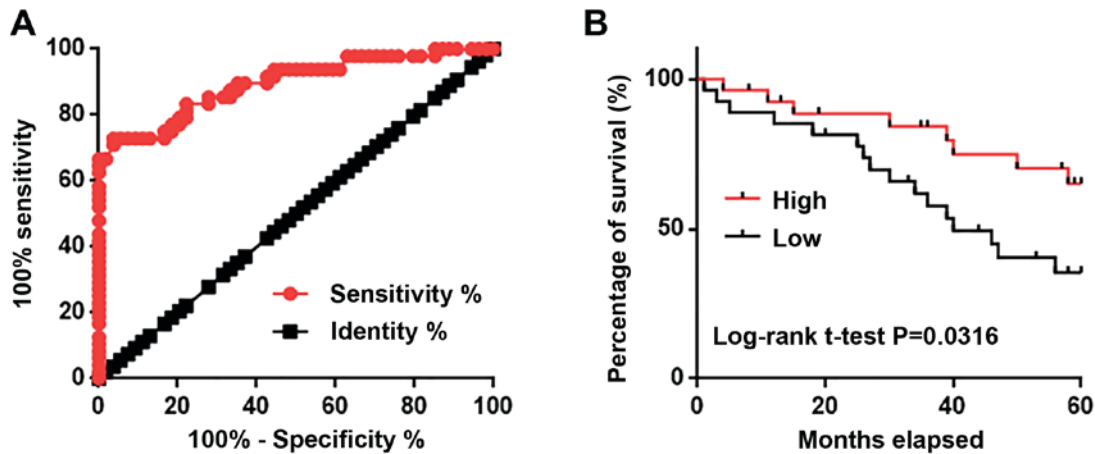 A
100% sensitivity
100
80
60
40
20
0
Sensitivity %
Identity %
0 20 40 60 80 100
100% - Specificity %
B
Percentage of survival (%)
100
50
0
High
Low
Log-rank t-test P=0.0316
0 20 40 60
Months elapsed